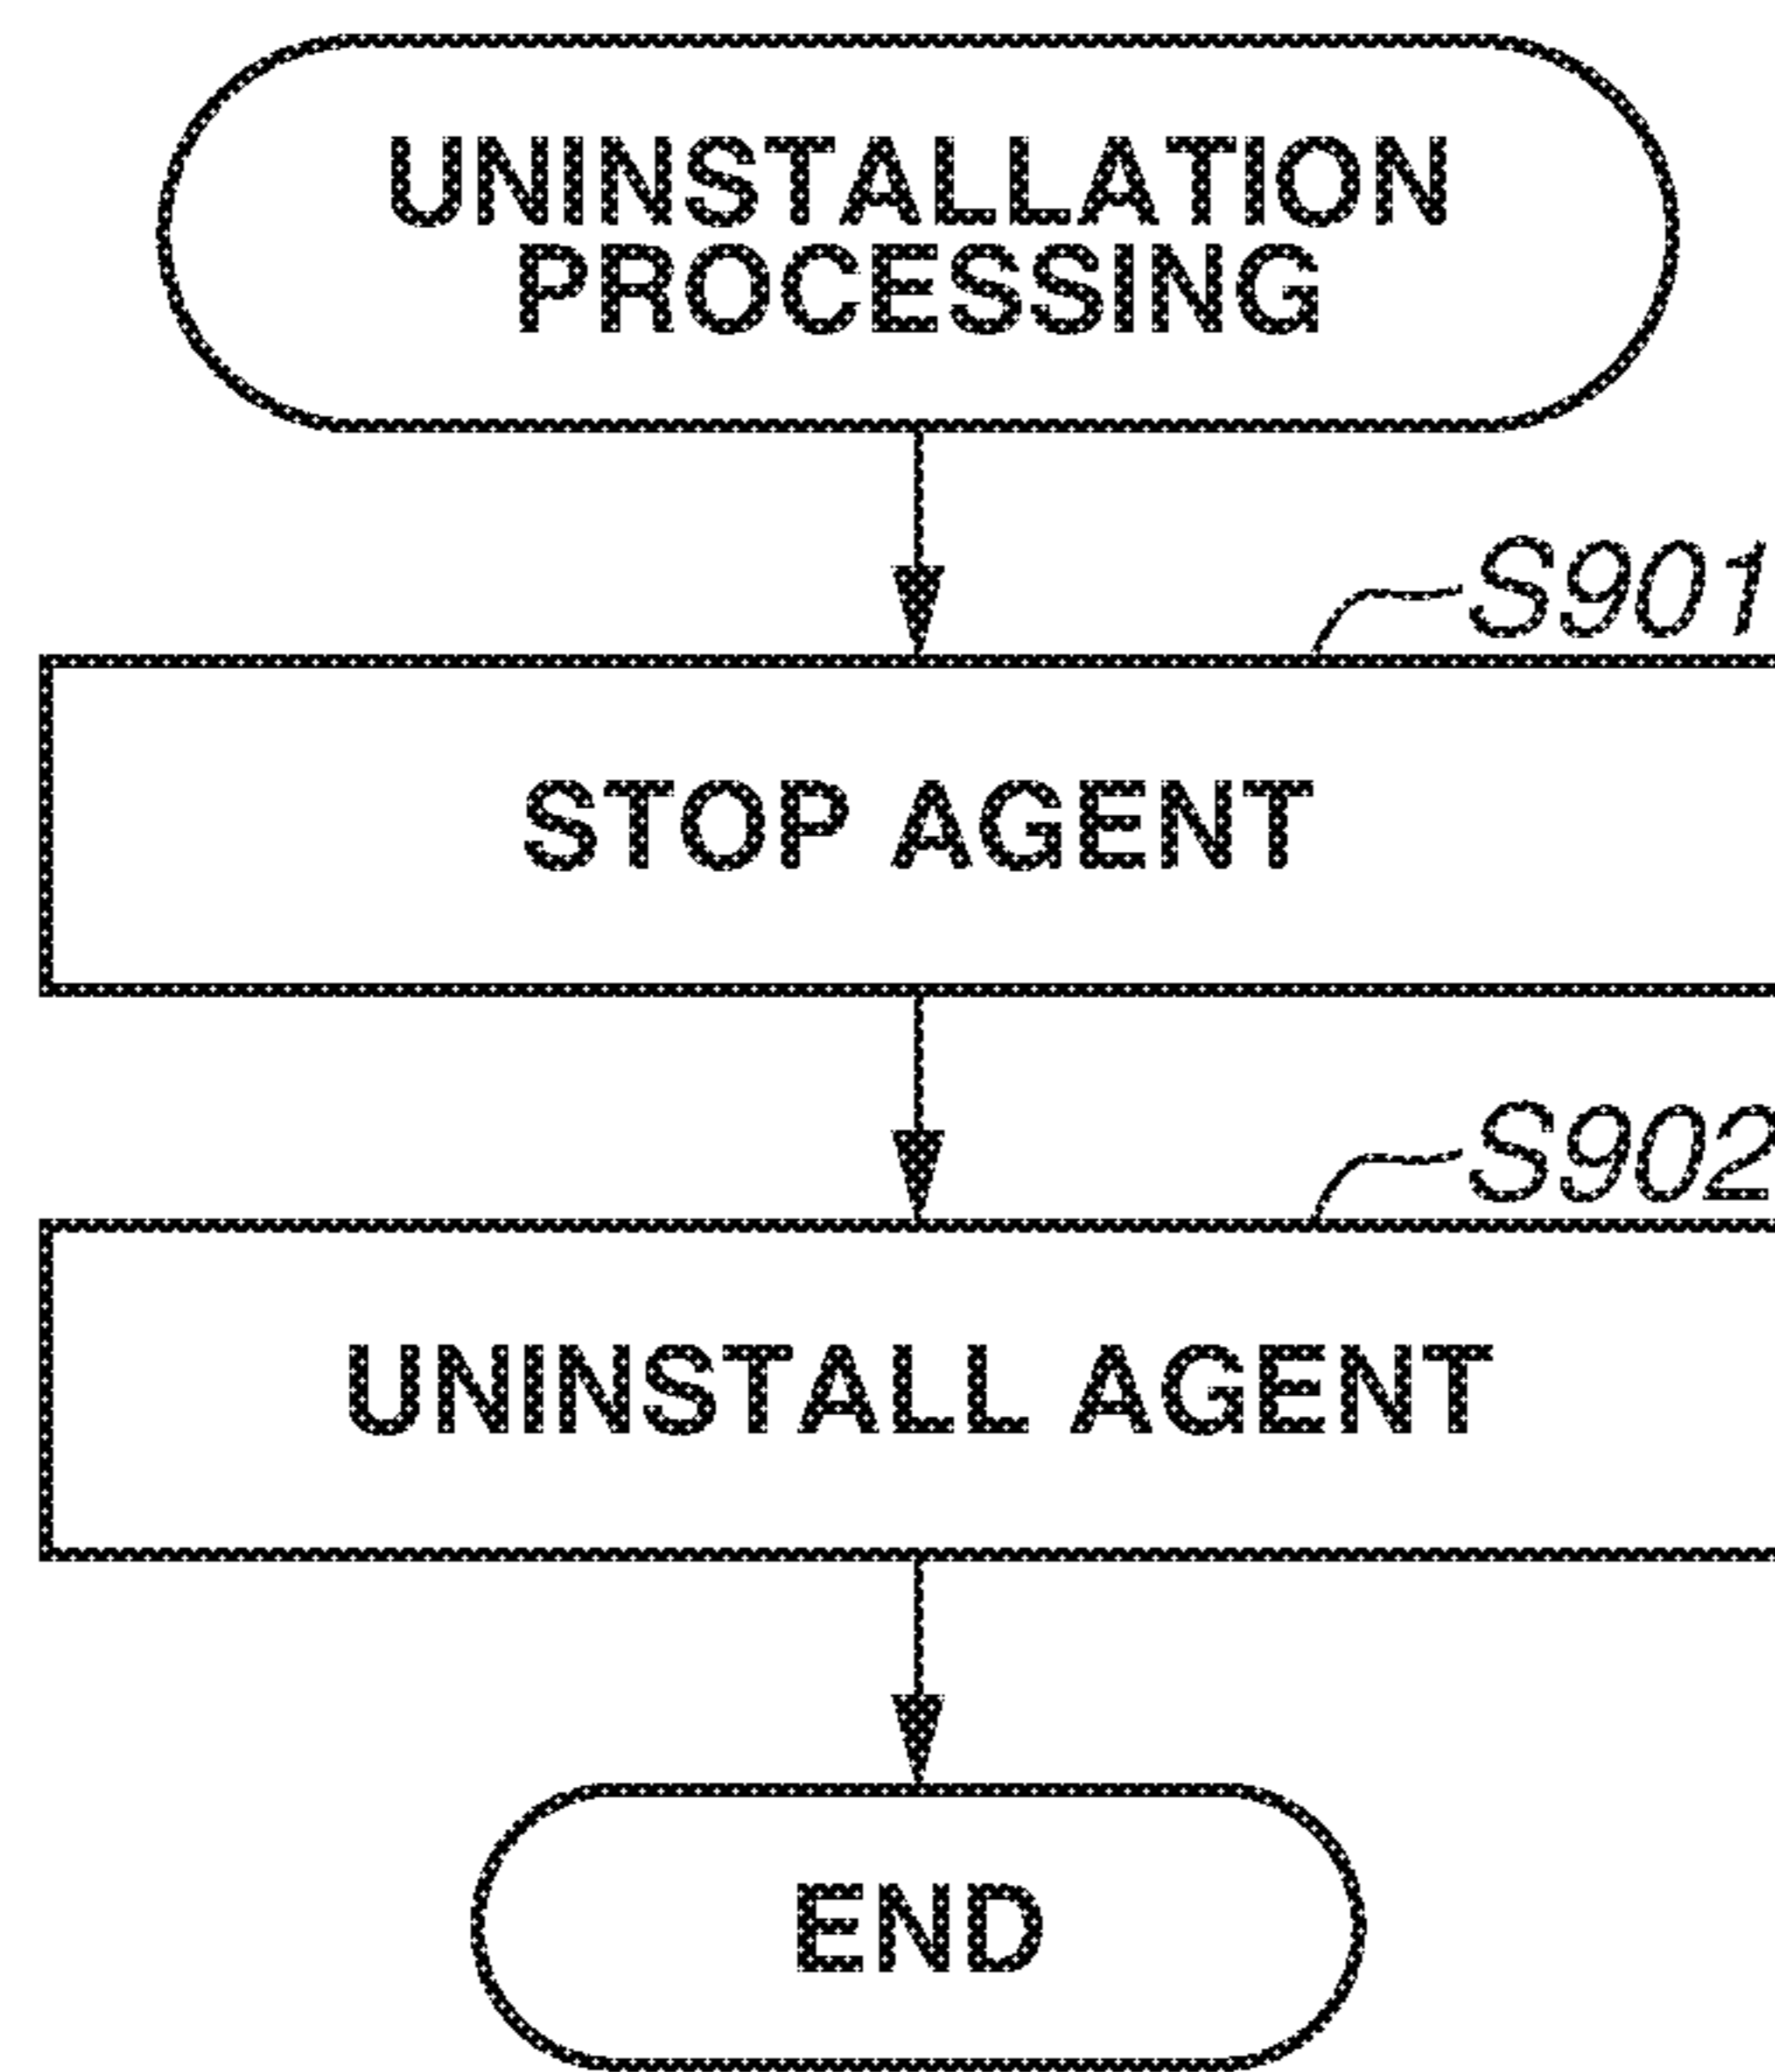 UNINSTALLATION
PROCESSING
S901
STOP AGENT
S902
UNINSTALL AGENT
END